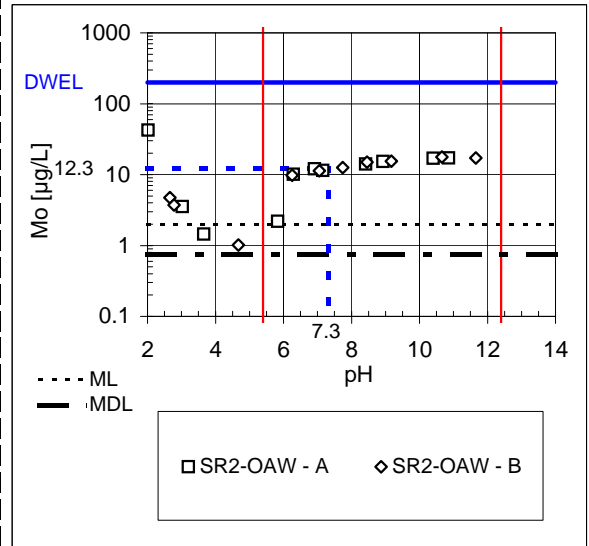 1000
DWEL
100
12.3
10
1
0.1
Mo [µg/L]
7.3
2 4 6 8 10 12 14
pH
ML
MDL
SR2-OAW - A SR2-OAW - B